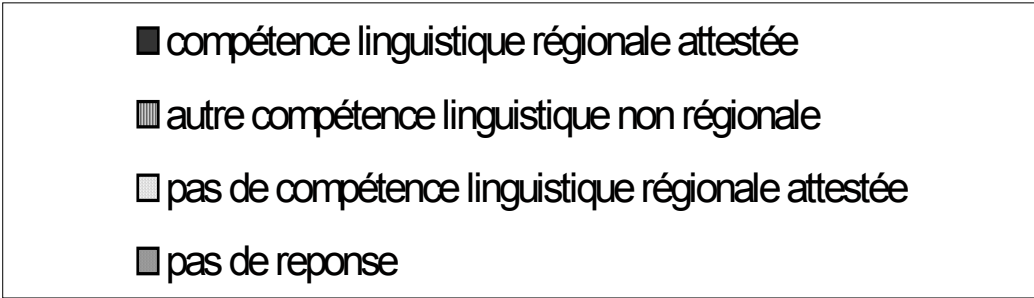 compétence linguistique régionale attestée
autre compétence linguistique non régionale
pas de compétence linguistique régionale attestée
pas de reponse